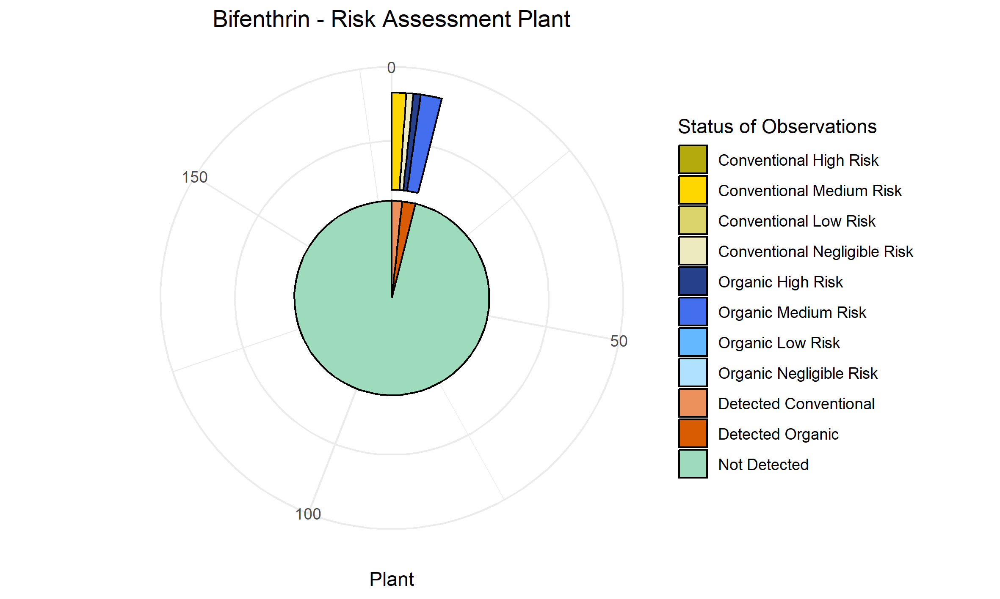 Bifenthrin - Risk Assessment Plant
0
150
50
100
Plant
Status of Observations
Conventional High Risk
Conventional Medium Risk
Conventional Low Risk
Conventional Negligible Risk
Organic High Risk
Organic Medium Risk
Organic Low Risk
Organic Negligible Risk
Detected Conventional
Detected Organic
Not Detected